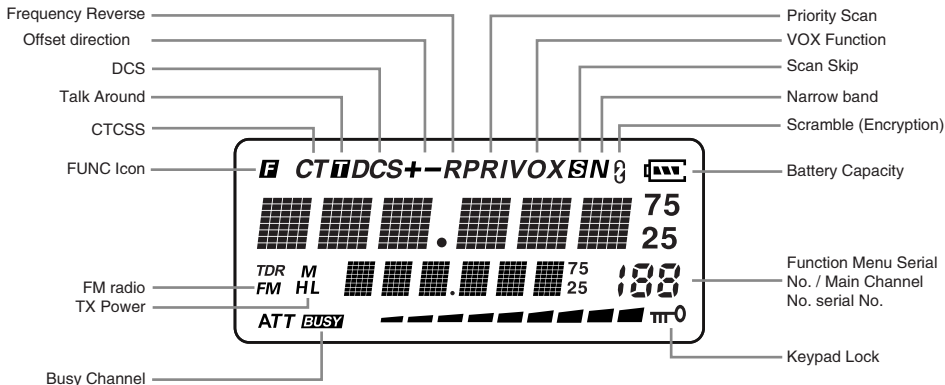 Frequency Reverse
Offset direction
DCS
Talk Around
CTCSS
FUNC Icon
FM radio
TX Power
Busy Channel
Priority Scan
VOX Function
Scan Skip
Narrow band
Scramble (Encryption)
Battery Capacity
Function Menu Serial
No. / Main Channel
No. serial No.
Keypad Lock
F CT T DCS+-RPRIVOX S N
75
25
TDR M
FM HL
75
25
188
ATT BUSY